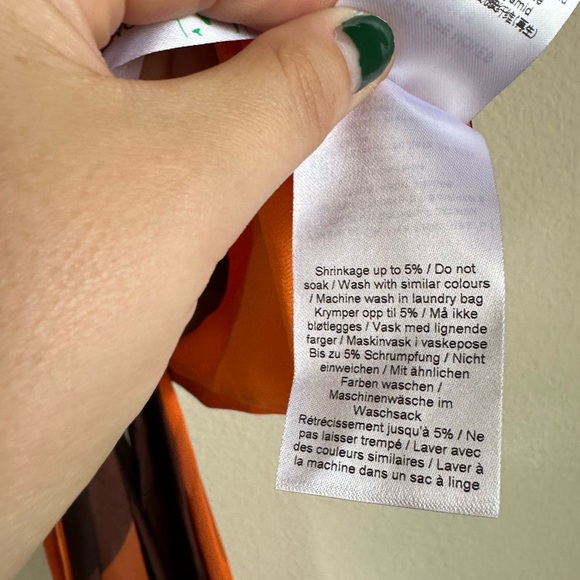 Shrinkage up to 5% / Do not
soak / Wash with similar colours
/ Machine wash in laundry bag
Krymper opp til 5% / Må ikke
bløtlegges / Vask med lignende
farger / Maskinvask i vaskepose
Bis zu 5% Schrumpfung / Nicht
einweichen / Mit ähnlichen
Farben waschen /
Maschinenwäsche im
Waschsack
Rétrécissement jusqu'à 5% / Ne
pas laisser trempé / Laver avec
des couleurs similaires / Laver à
la machine dans un sac à linge